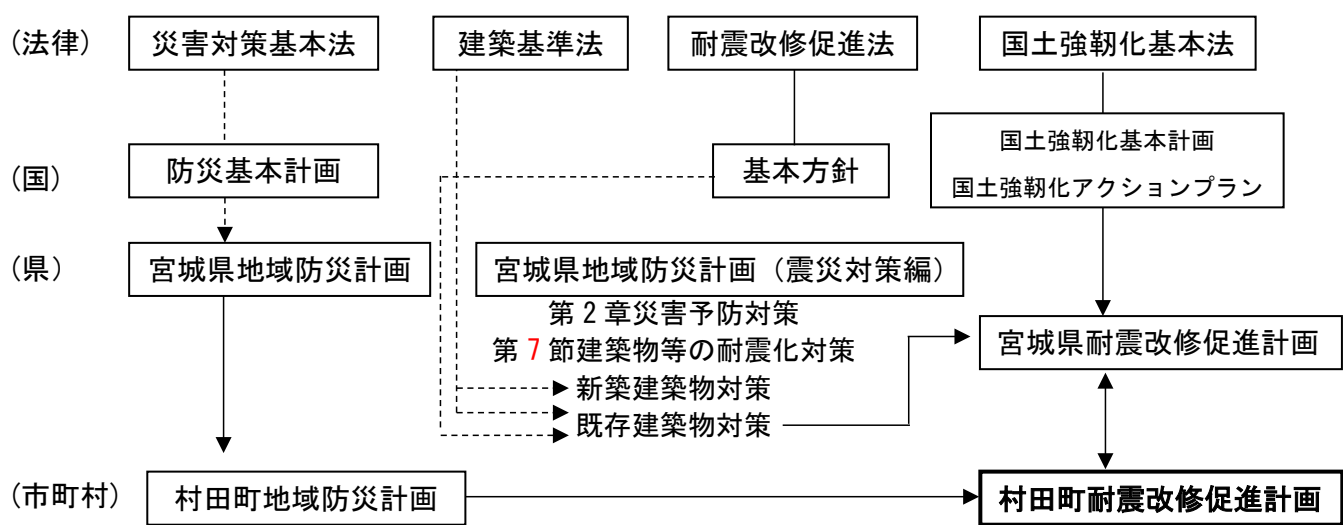 (法律)
災害対策基本法
建築基準法
耐震改修促進法
国土強靭化基本法
(国)
防災基本計画
基本方針
国土強靭化基本計画
国土強靭化アクションプラン
(県)
宮城県地域防災計画
宮城県地域防災計画(震災対策編)
第2章災害予防対策
第7節建築物等の耐震化対策
新築建築物対策
既存建築物対策
宮城県耐震改修促進計画
(市町村)
村田町地域防災計画
村田町耐震改修促進計画